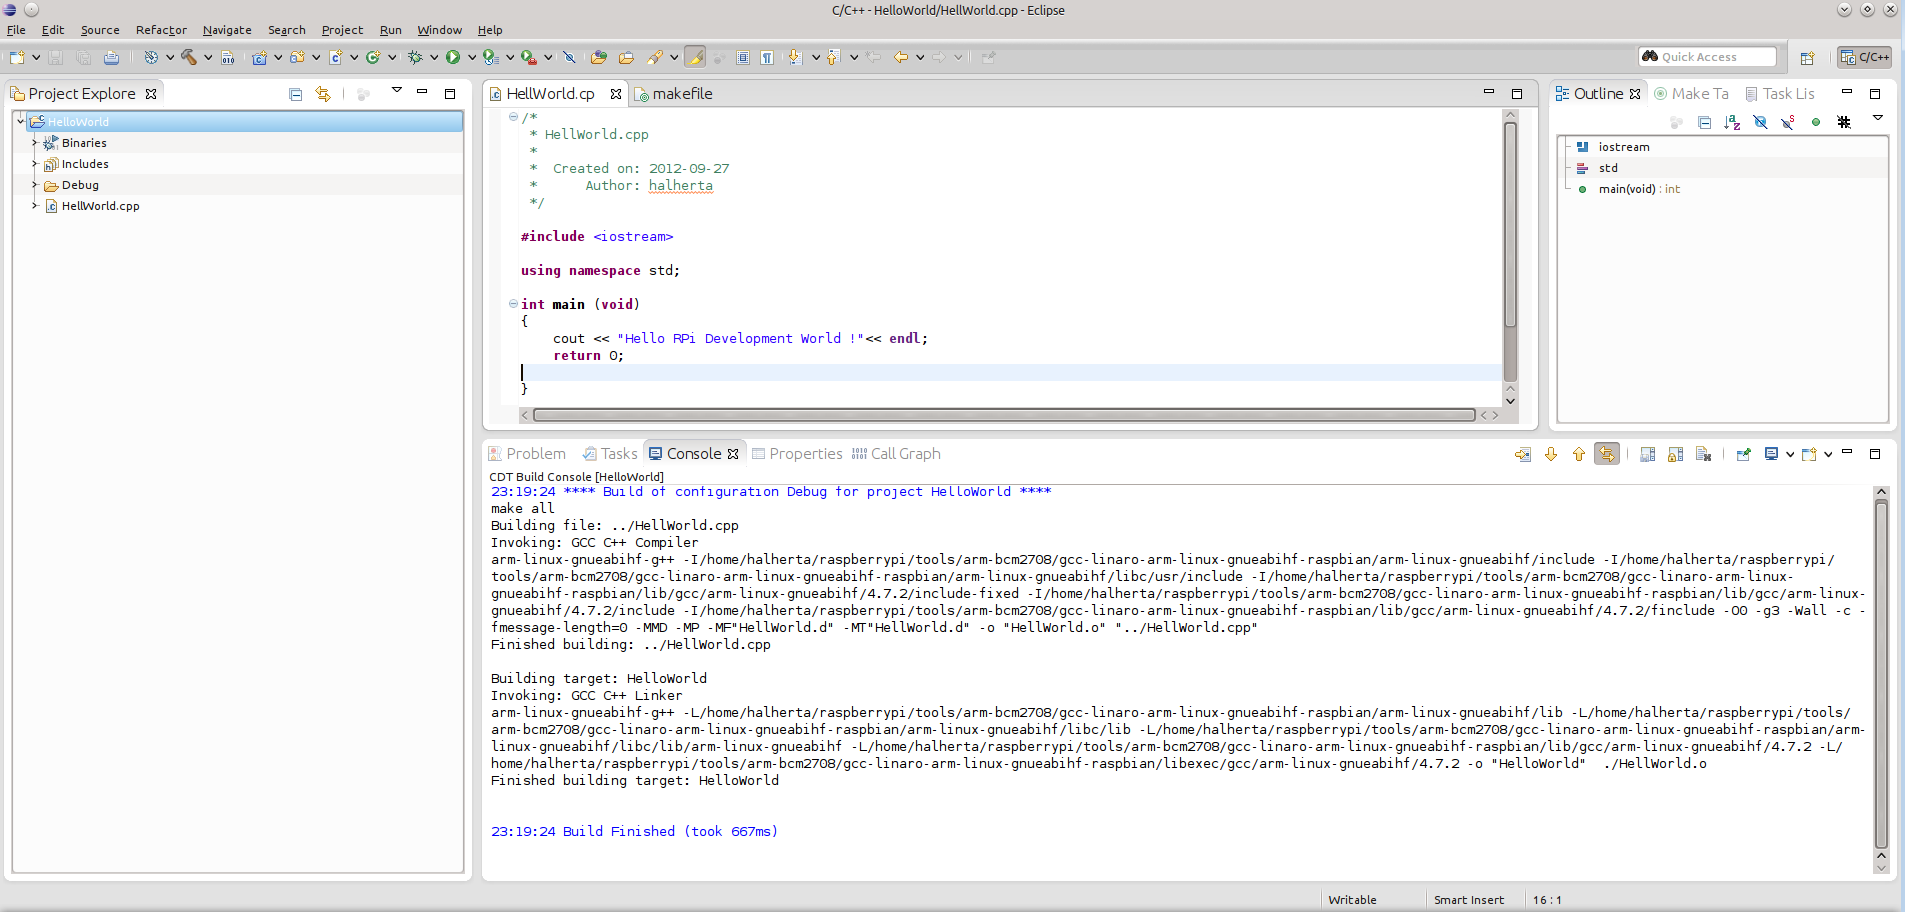 C/C++ - HelloWorld/HellWorld.cpp - Eclipse
File Edit Source Refactor Navigate Search Project Run Window Help
Quick Access
C/C++
Project Explore
HelloWorld
Binaries
Includes
Debug
HellWorld.cpp
HellWorld.cp makefile
/*
* HellWorld.cpp
*
* Created on: 2012-09-27
* Author: halherta
*/
#include <iostream>
using namespace std;
int main (void)
{
cout << "Hello RPi Development World !"<< endl;
return 0;
}
Outline Make Ta Task Lis
iostream
std
main(void) : int
Problem Tasks Console Properties Call Graph
CDT Build Console [HelloWorld]
23:19:24 **** Build of configuration Debug for project HelloWorld ****
make all
Building file: ../HellWorld.cpp
Invoking: GCC C++ Compiler
arm-linux-gnueabihf-g++ -I/home/halherta/raspberrypi/tools/arm-bcm2708/gcc-linaro-arm-linux-gnueabihf-raspbian/arm-linux-gnueabihf/include -I/home/halherta/raspberrypi/
tools/arm-bcm2708/gcc-linaro-arm-linux-gnueabihf-raspbian/arm-linux-gnueabihf/libc/usr/include -I/home/halherta/raspberrypi/tools/arm-bcm2708/gcc-linaro-arm-linux-
gnueabihf-raspbian/lib/gcc/arm-linux-gnueabihf/4.7.2/include-fixed -I/home/halherta/raspberrypi/tools/arm-bcm2708/gcc-linaro-arm-linux-gnueabihf-raspbian/lib/gcc/arm-linux-
gnueabihf/4.7.2/include -I/home/halherta/raspberrypi/tools/arm-bcm2708/gcc-linaro-arm-linux-gnueabihf-raspbian/lib/gcc/arm-linux-gnueabihf/4.7.2/finclude -O0 -g3 -Wall -c -
fmessage-length=0 -MMD -MP -MF"HellWorld.d" -MT"HellWorld.d" -o "HellWorld.o" "../HellWorld.cpp"
Finished building: ../HellWorld.cpp
Building target: HelloWorld
Invoking: GCC C++ Linker
arm-linux-gnueabihf-g++ -L/home/halherta/raspberrypi/tools/arm-bcm2708/gcc-linaro-arm-linux-gnueabihf-raspbian/arm-linux-gnueabihf/lib -L/home/halherta/raspberrypi/tools/
arm-bcm2708/gcc-linaro-arm-linux-gnueabihf-raspbian/arm-linux-gnueabihf/libc/lib -L/home/halherta/raspberrypi/tools/arm-bcm2708/gcc-linaro-arm-linux-gnueabihf-raspbian/arm-
linux-gnueabihf/libc/lib/arm-linux-gnueabihf -L/home/halherta/raspberrypi/tools/arm-bcm2708/gcc-linaro-arm-linux-gnueabihf-raspbian/lib/gcc/arm-linux-gnueabihf/4.7.2 -L/
home/halherta/raspberrypi/tools/arm-bcm2708/gcc-linaro-arm-linux-gnueabihf-raspbian/libexec/gcc/arm-linux-gnueabihf/4.7.2 -o "HelloWorld" ./HellWorld.o
Finished building target: HelloWorld
23:19:24 Build Finished (took 667ms)
Writable Smart Insert 16 : 1